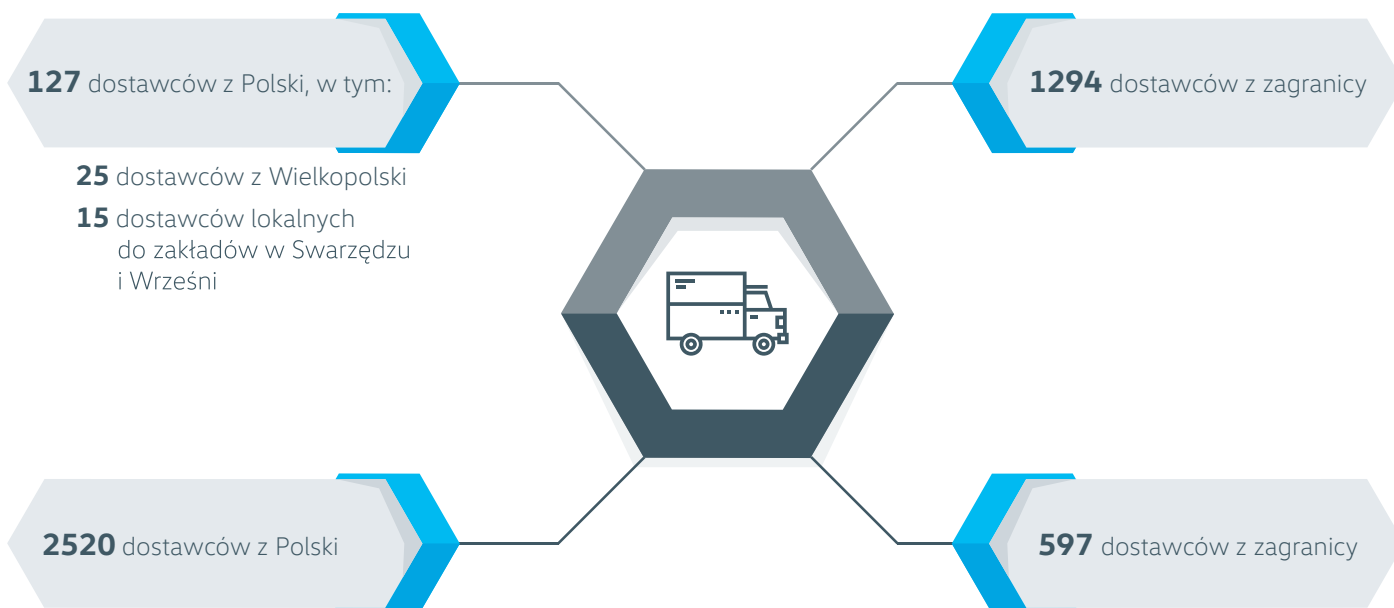 127 dostawców z Polski, w tym:
25 dostawców z Wielkopolski
15 dostawców lokalnych
do zakładów w Swarzędzu
i Wrześni
1294 dostawców z zagranicy
2520 dostawców z Polski
597 dostawców z zagranicy